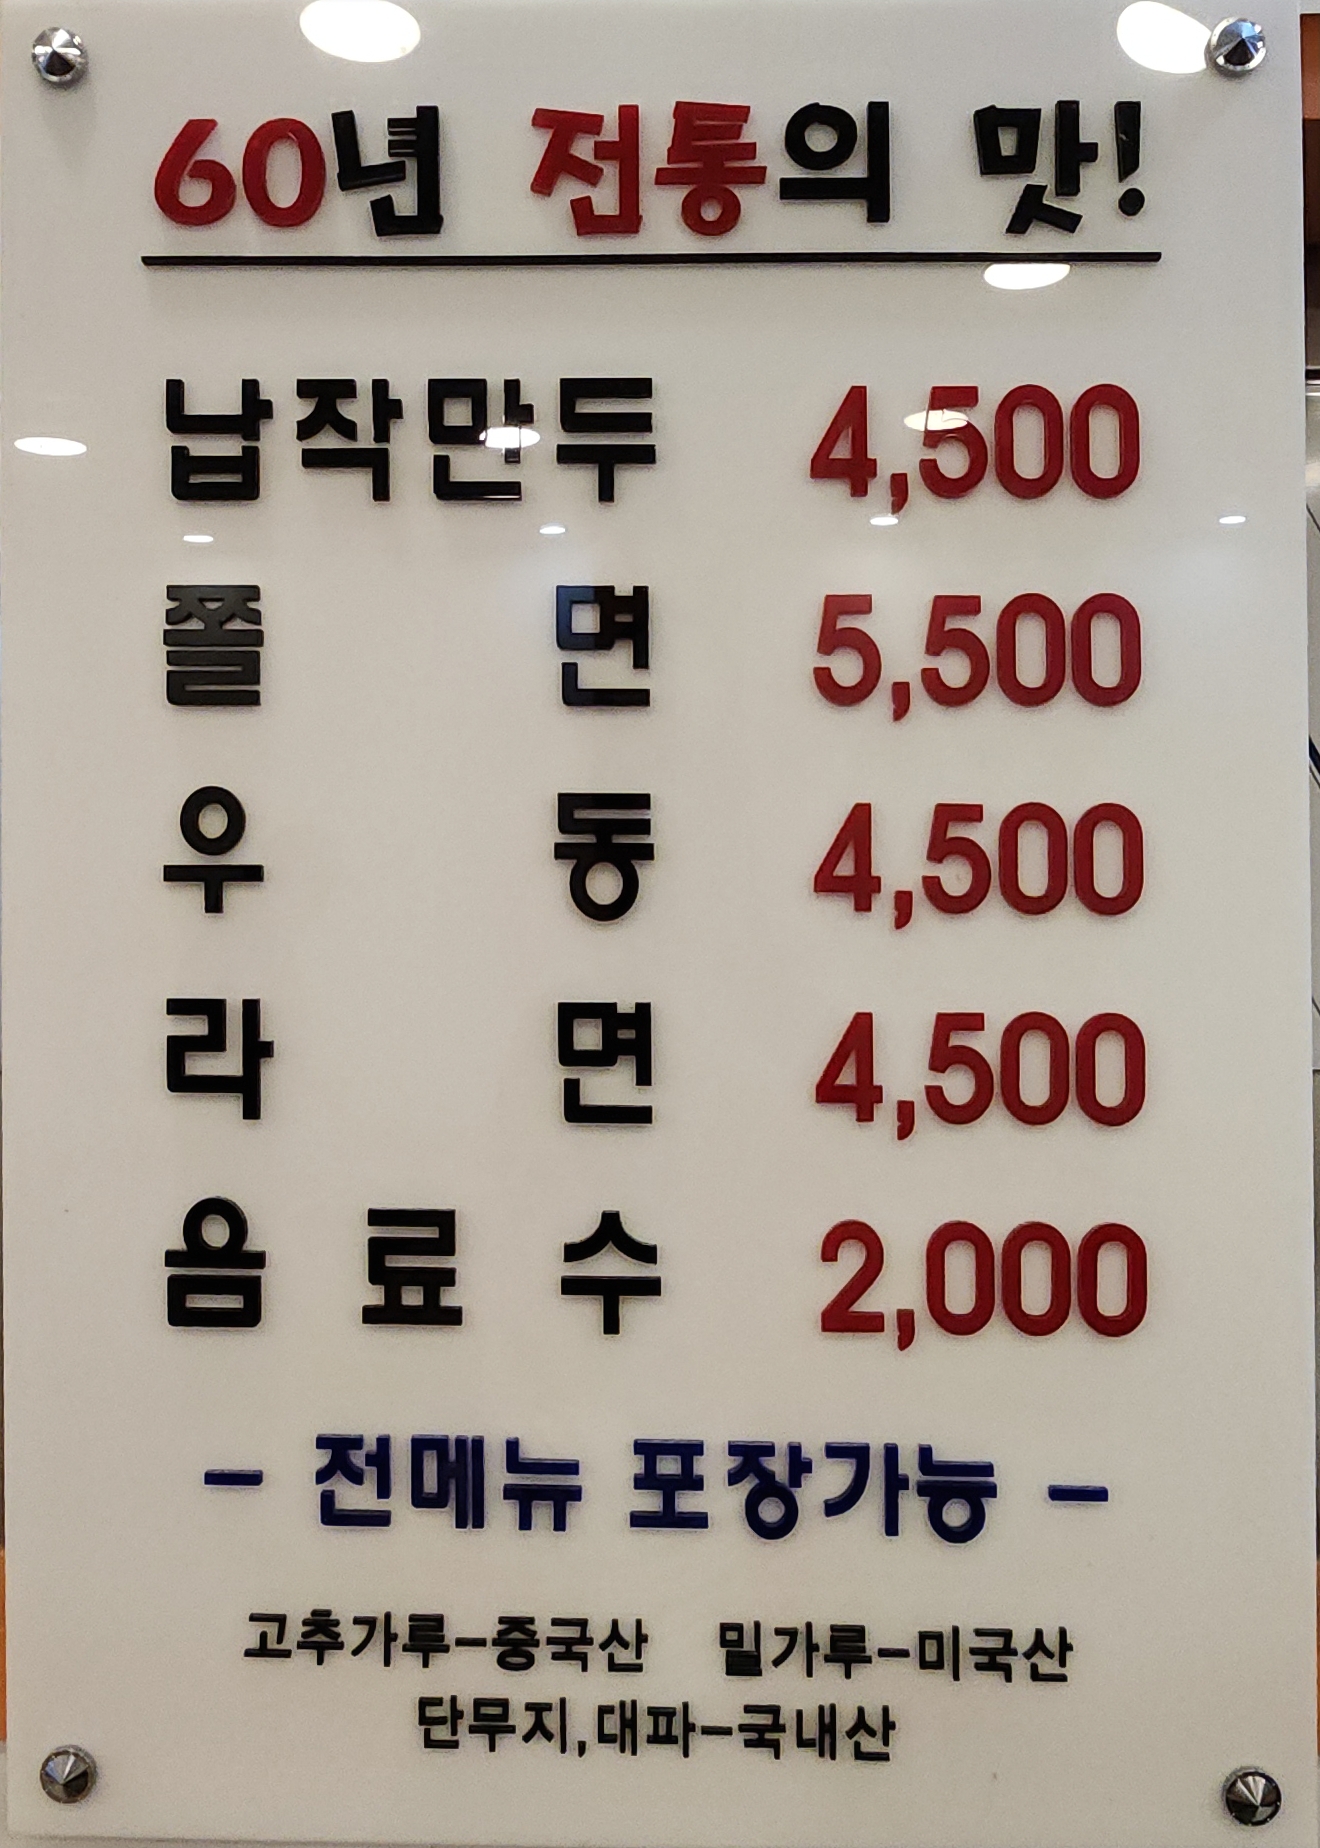 60년 전통의 맛!
납작만두 4,500
쫄면 5,500
우동 4,500
라면 4,500
음료수 2,000
- 전메뉴 포장가능 -
고추가루-중국산 밀가루-미국산
단무지,대파-국내산